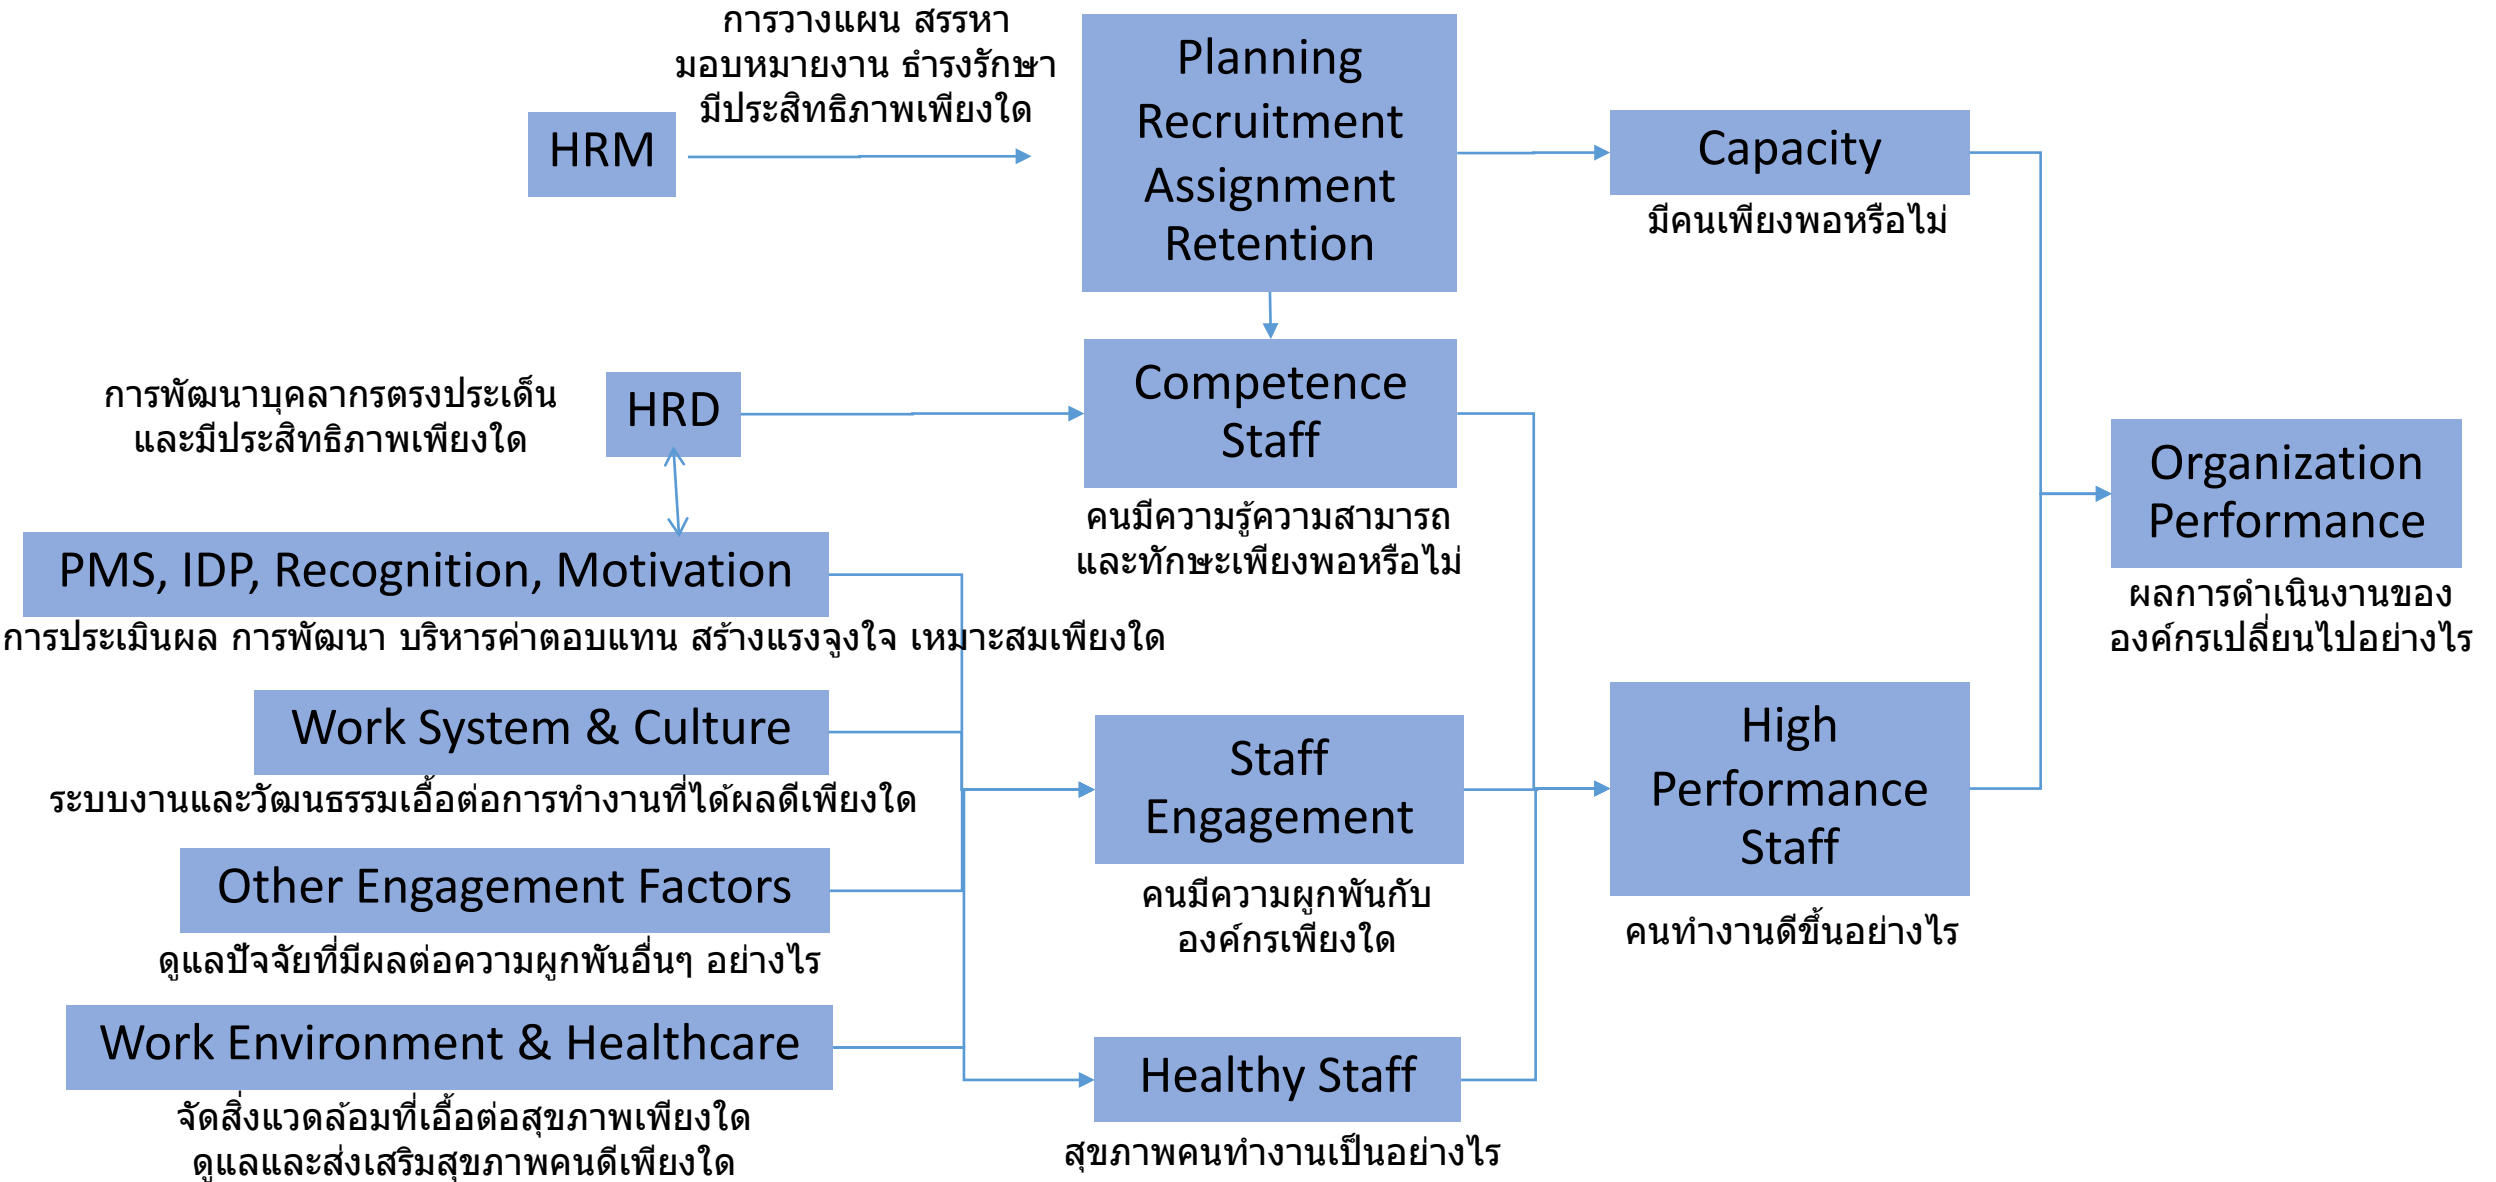 การวางแผน สรรหา
มอบหมายงาน ธำรงรักษา
มีประสิทธิภาพเพียงใด
HRM
Planning
Recruitment
Assignment
Retention
Capacity
มีคนเพียงพอหรือไม่
การพัฒนาบุคลากรตรงประเด็น
และมีประสิทธิภาพเพียงใด
HRD
Competence
Staff
คนมีความรู้ความสามารถ
และทักษะเพียงพอหรือไม่
Organization
Performance
ผลการดำเนินงานของ
องค์กรเปลี่ยนไปอย่างไร
PMS, IDP, Recognition, Motivation
การประเมินผล การพัฒนา บริหารค่าตอบแทน สร้างแรงจูงใจ เหมาะสมเพียงใด
Work System & Culture
ระบบงานและวัฒนธรรมเอื้อต่อการทำงานที่ได้ผลดีเพียงใด
Staff
Engagement
คนมีความผูกพันกับ
องค์กรเพียงใด
High
Performance
Staff
คนทำงานดีขึ้นอย่างไร
Other Engagement Factors
ดูแลปัจจัยที่มีผลต่อความผูกพันอื่นๆ อย่างไร
Work Environment & Healthcare
จัดสิ่งแวดล้อมที่เอื้อต่อสุขภาพเพียงใด
ดูแลและส่งเสริมสุขภาพคนดีเพียงใด
Healthy Staff
สุขภาพคนทำงานเป็นอย่างไร